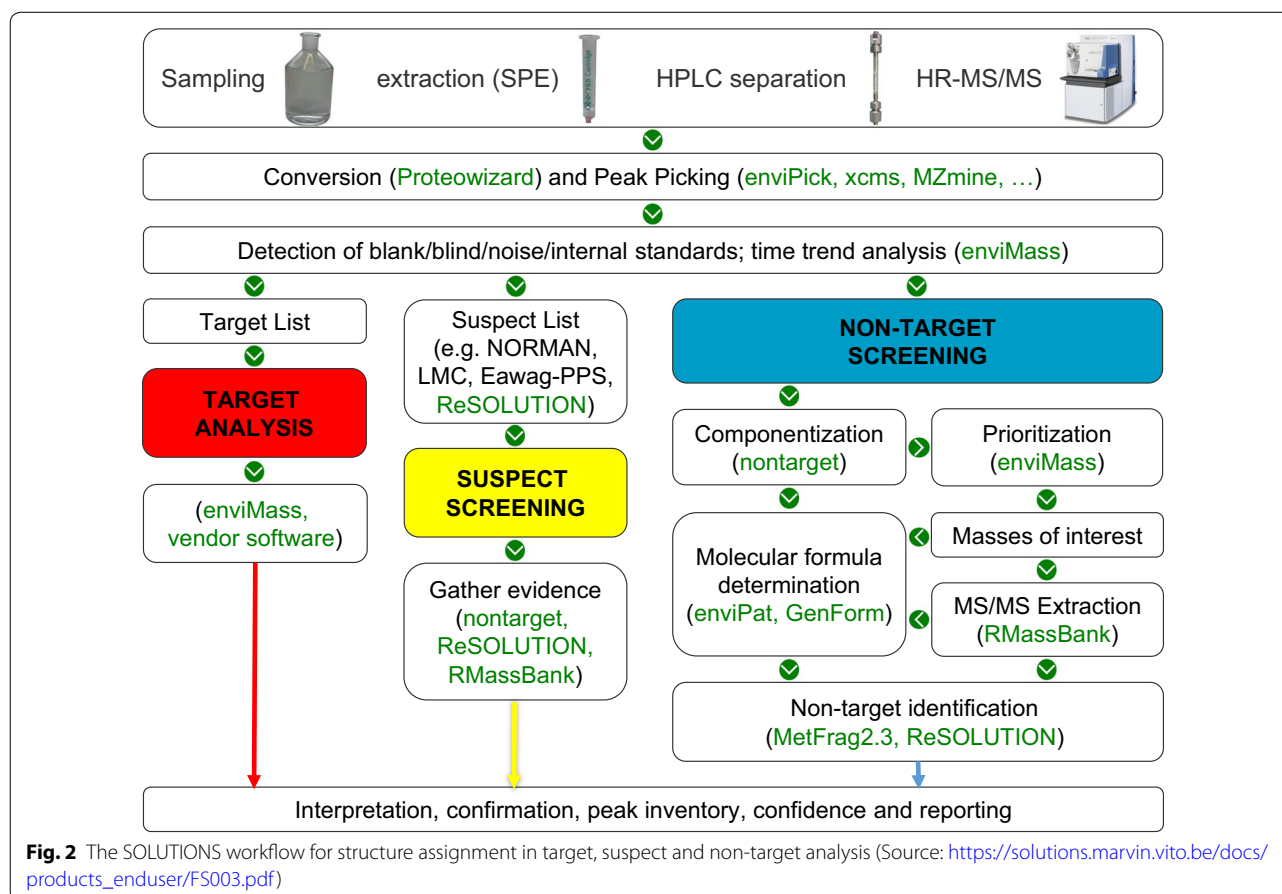 Sampling
extraction (SPE)
HPLC separation
HR-MS/MS
Conversion (Proteowizard) and Peak Picking (enviPick, xcms, MZmine, …)
Detection of blank/blind/noise/internal standards; time trend analysis (enviMass)
Target List
TARGET
ANALYSIS
(enviMass,
vendor software)
Suspect List
(e.g. NORMAN,
LMC, Eawag-PPS,
ReSOLUTION)
SUSPECT
SCREENING
Gather evidence
(nontarget,
ReSOLUTION,
RMassBank)
NON-TARGET
SCREENING
Componentization
(nontarget)
Prioritization
(enviMass)
Masses of interest
Molecular formula
determination
(enviPat, GenForm)
MS/MS Extraction
(RMassBank)
Non-target identification
(MetFrag2.3, ReSOLUTION)
Interpretation, confirmation, peak inventory, confidence and reporting
Fig. 2 The SOLUTIONS workflow for structure assignment in target, suspect and non-target analysis (Source: https://solutions.marvin.vito.be/docs/
products_enduser/FS003.pdf)